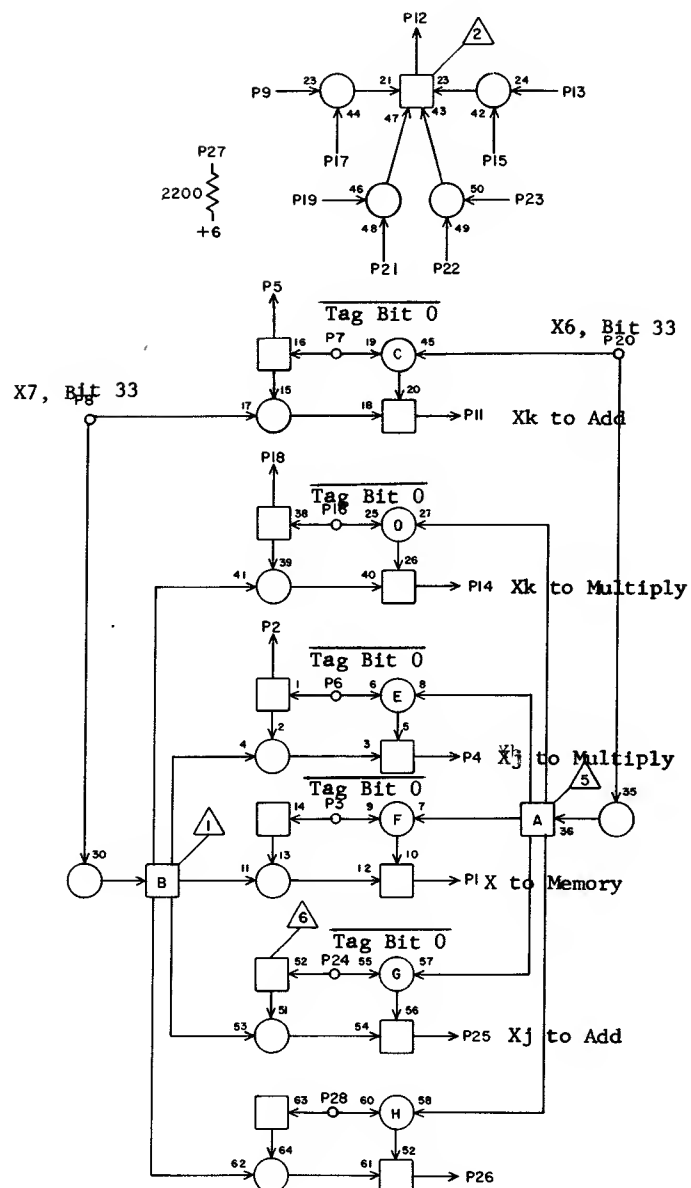 P12
2
P9 23 21 23 24 P13
44 47 43 42
P17 P15
P27
2200
+6
P19 46 50 P23
48 49
P21 P22
P5
Tag Bit 0
X6, Bit 33
16 P7 19 C 45 P20
X7, Bit 33
P8
15 20
17 18 P11 Xk to Add
P18
Tag Bit 0
38 P16 25 O 27
39 26
41 40 P14 Xk to Multiply
P2
Tag Bit 0
1 P6 6 E 8
2 5
4 3 P4 Xj to Multiply
Tag Bit 0
5
14 P3 9 F 7 A 35
36
1
13 10
30 B 11 12 P1 X to Memory
6
Tag Bit 0
52 P24 55 G 57
51 56
53 54 P25 Xj to Add
63 P28 60 H 58
64 52
62 61 P26